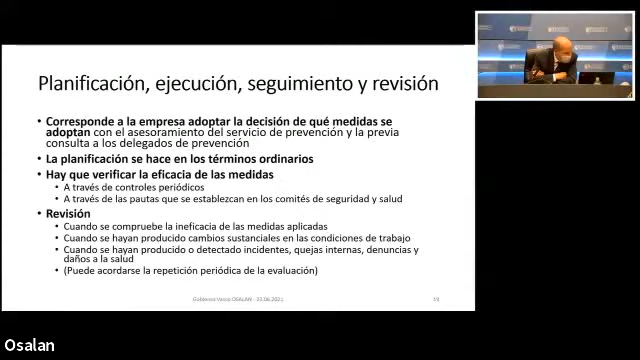 Planificación, ejecución, seguimiento y revisión
• Corresponde a la empresa adoptar la decisión de qué medidas se
adoptan con el asesoramiento del servicio de prevención y la previa
consulta a los delegados de prevención
• La planificación se hace en los términos ordinarios
• Hay que verificar la eficacia de las medidas
• A través de controles periódicos
• A través de las pautas que se establezcan en los comités de seguridad y salud
• Revisión
• Cuando se compruebe la ineficacia de las medidas aplicadas
• Cuando se hayan producido cambios sustanciales en las condiciones de trabajo
• Cuando se hayan producido o detectado incidentes, quejas internas, denuncias y
daños a la salud
• (Puede acordarse la repetición periódica de la evaluación)
Gobierno Vasco OSALAN
Osalan